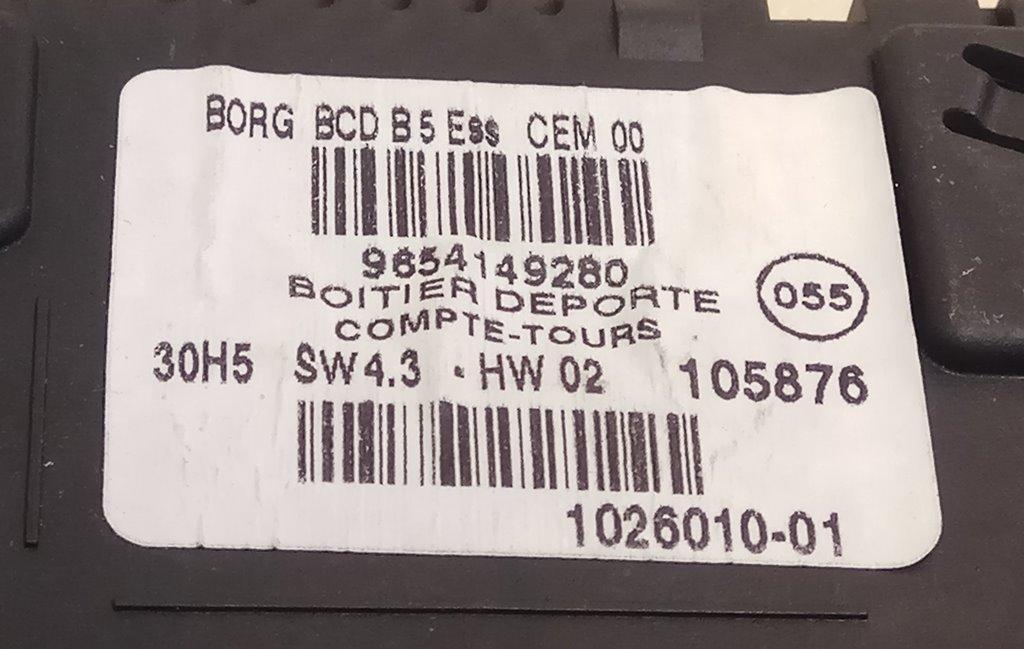 BORG BCD B5 Ess CEM 00
9654149280
BOITIER DEPORTE
COMPTE-TOURS
055
30H5 SW4.3 · HW 02 105876
1026010-01